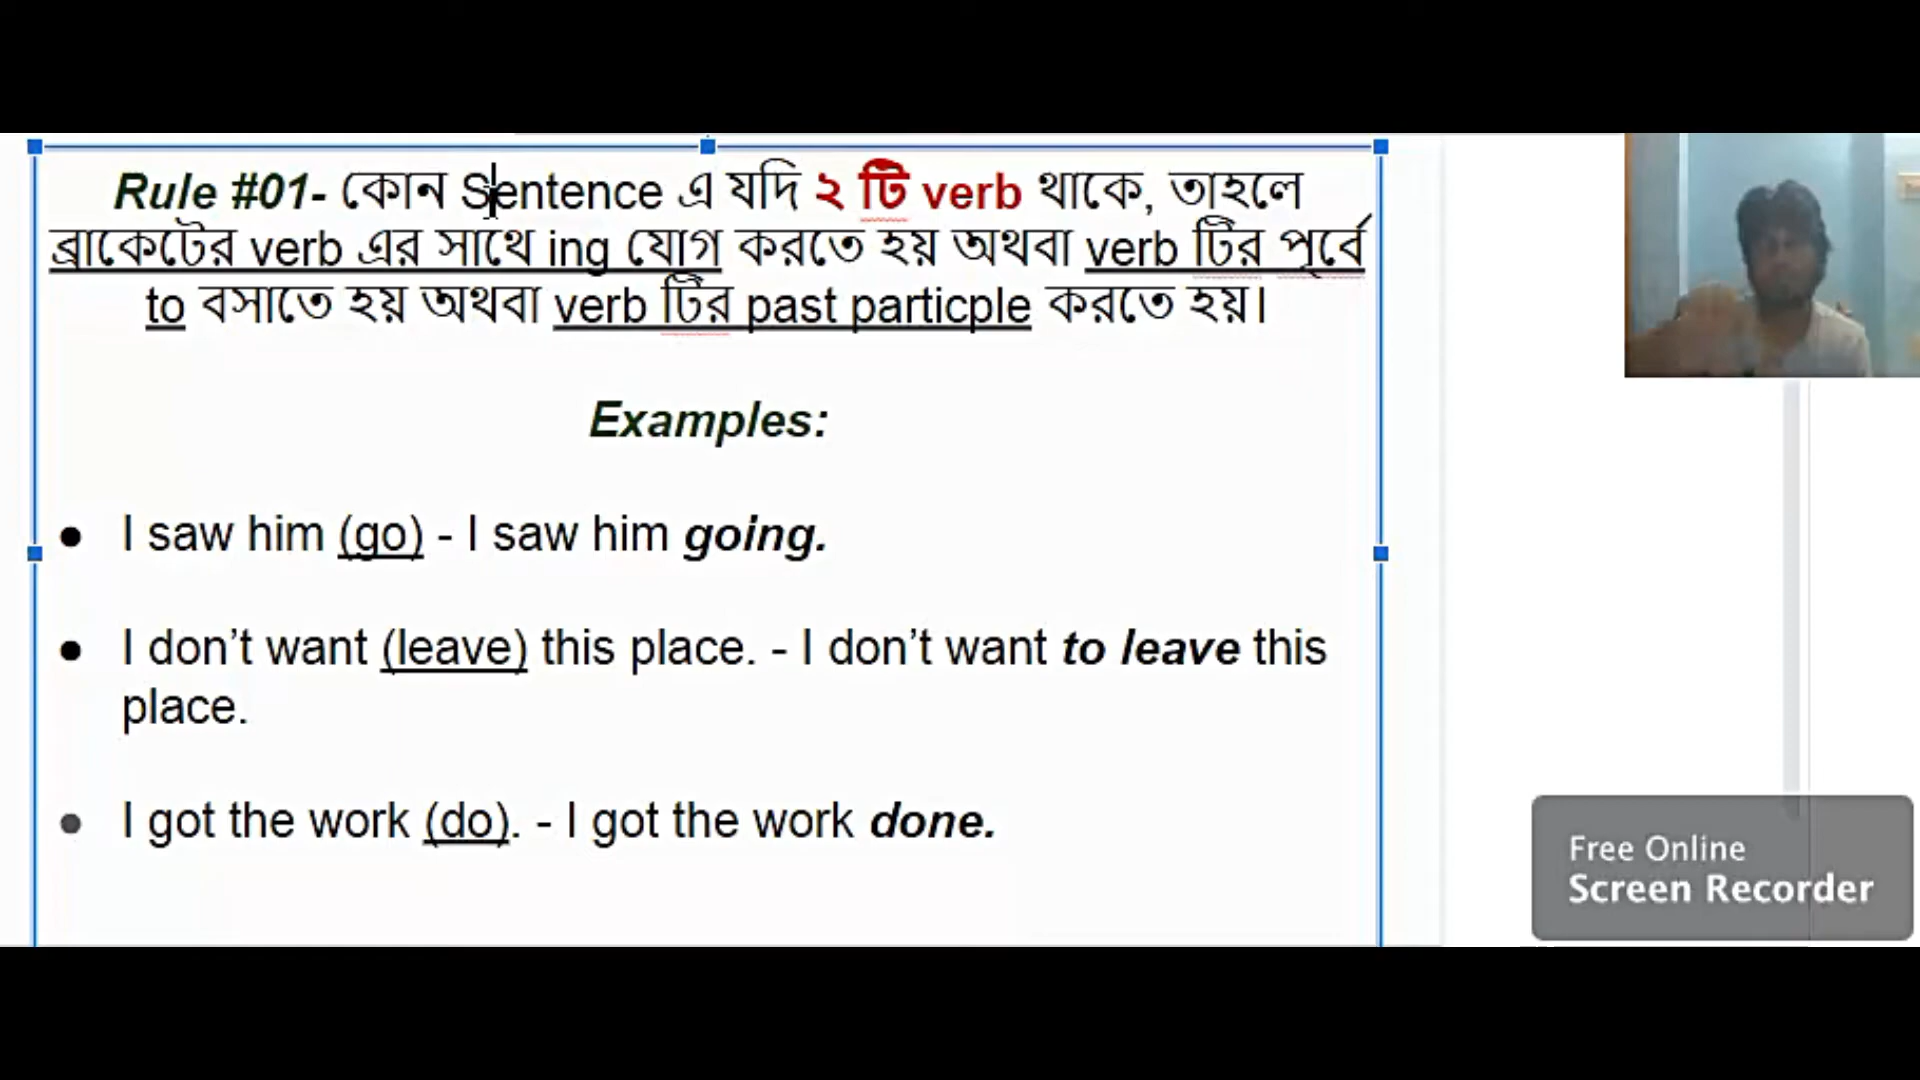 Rule #01- কোন Sentence এ যদি ২ টি verb থাকে, তাহলে
ব্রাকেটের verb এর সাথে ing যোগ করতে হয় অথবা verb টির পূর্বে
to বসাতে হয় অথবা verb টির past particple করতে হয়।
Examples:
● I saw him (go) - I saw him going.
● I don’t want (leave) this place. - I don’t want to leave this
place.
● I got the work (do). - I got the work done.
Free Online
Screen Recorder